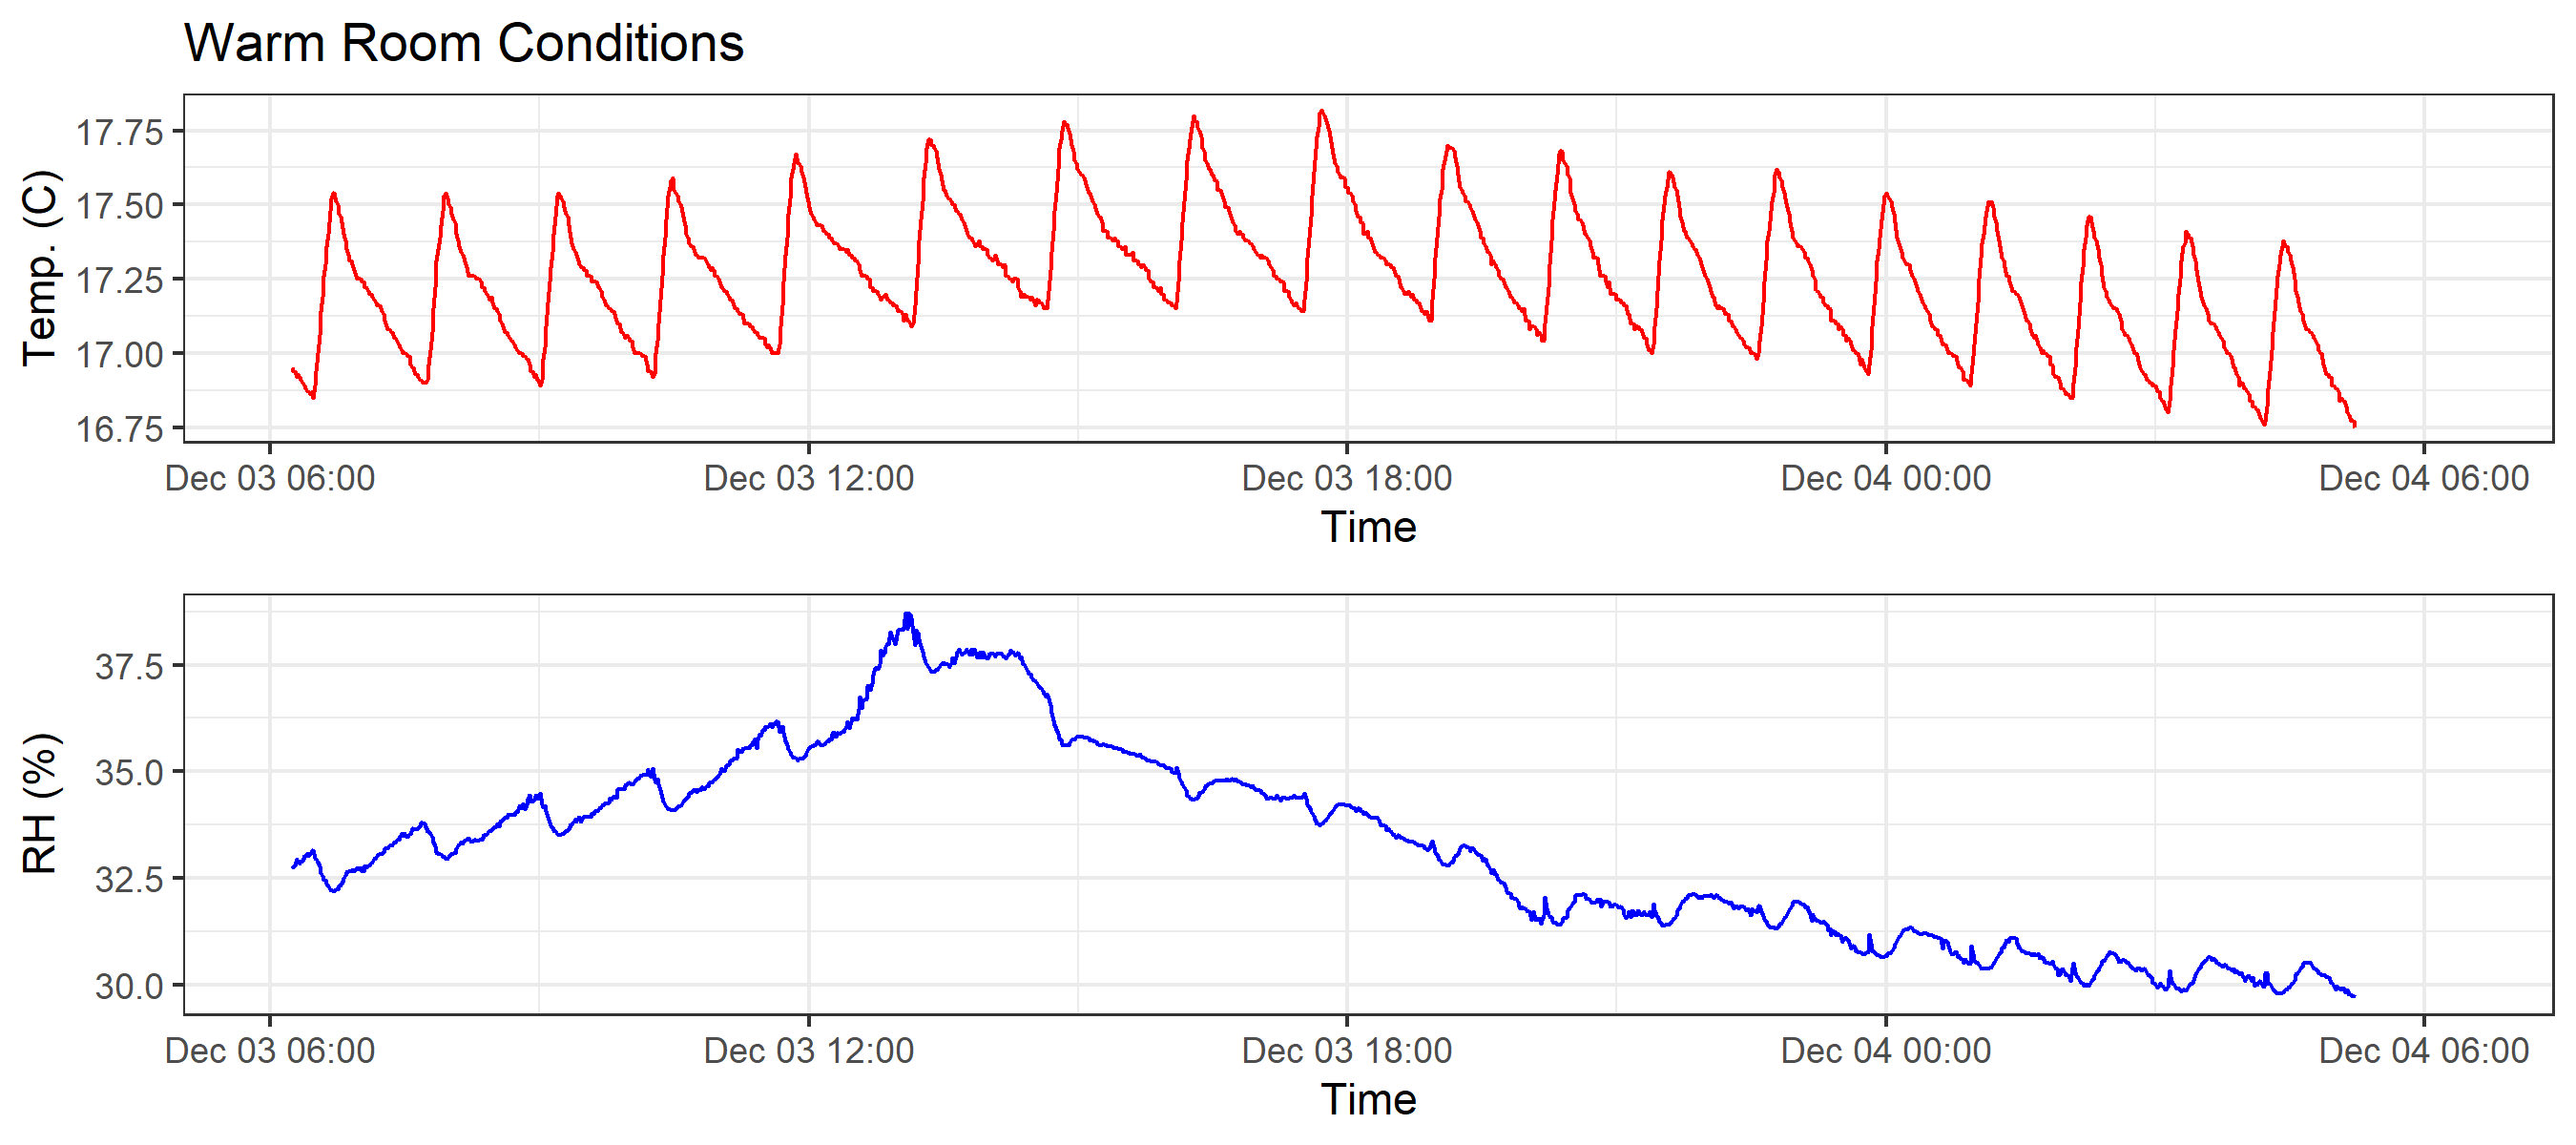 Warm Room Conditions
17.75
17.50
17.25
17.00
16.75
Temp. (C)
Dec 03 06:00 Dec 03 12:00 Dec 03 18:00 Dec 04 00:00 Dec 04 06:00
Time
37.5
35.0
32.5
30.0
RH (%)
Dec 03 06:00 Dec 03 12:00 Dec 03 18:00 Dec 04 00:00 Dec 04 06:00
Time